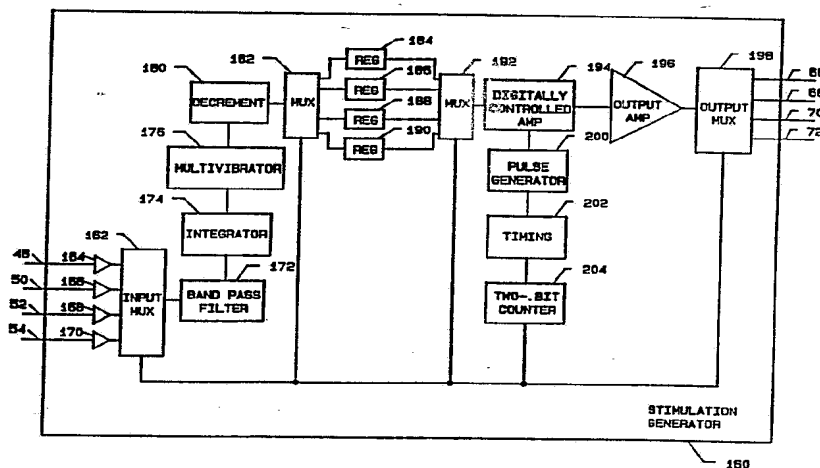 182
184
REG
186
REG
188
REG
190
REG
192
MUX
MUX
180
DECREMENT
176
MULTIVIBRATOR
174
INTEGRATOR
172
BAND PASS
FILTER
162
INPUT
MUX
48
164
50
166
52
168
54
170
194
DIGITALLY
CONTROLLED
AMP
196
OUTPUT
AMP
198
OUTPUT
MUX
70
72
200
PULSE
GENERATOR
202
TIMING
204
TWO-.BIT
COUNTER
STIMULATION
GENERATOR
160